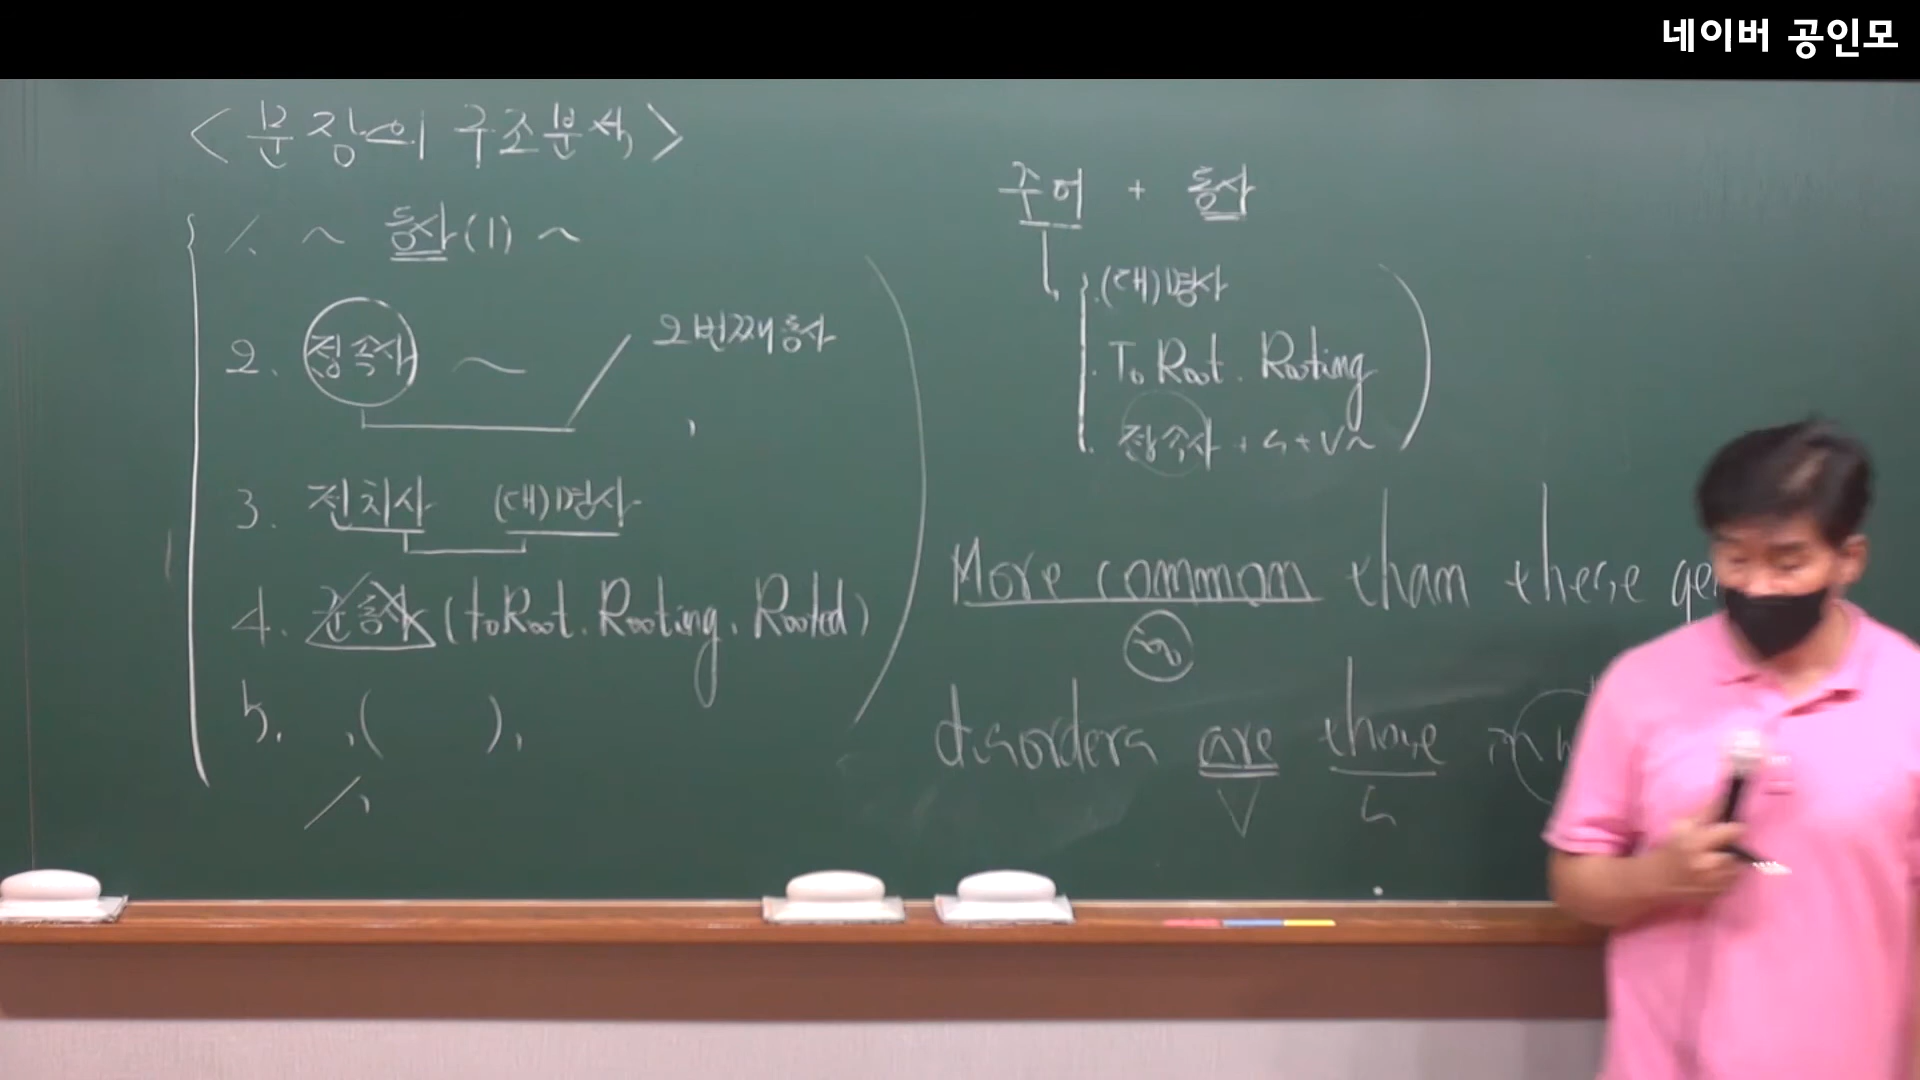 네이버 공인모
<문장의 구조분석>
1. ~ 동사(1) ~
2. 접속사 ~ 2번째 동사
3. 전치사 (대)명사
4. 준동사 (to Root. Rooting. Rooted)
5. ,( ),
주어 + 동사
(대)명사
To Root. Rooting
접속사 + S + V ~
More common than these ge
disorders are those in
V S